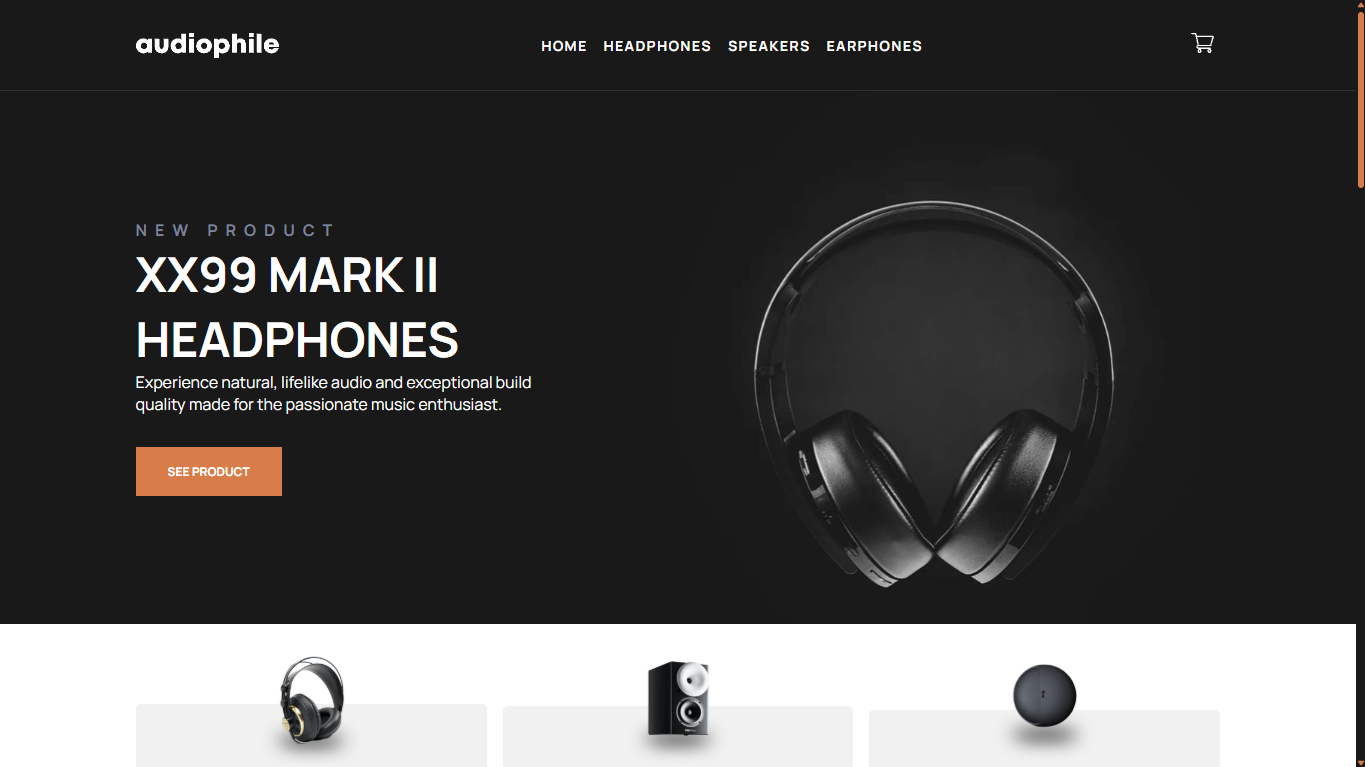 audiophile
HOME HEADPHONES SPEAKERS EARPHONES
NEW PRODUCT
XX99 MARK II
HEADPHONES
Experience natural, lifelike audio and exceptional build
quality made for the passionate music enthusiast.
SEE PRODUCT